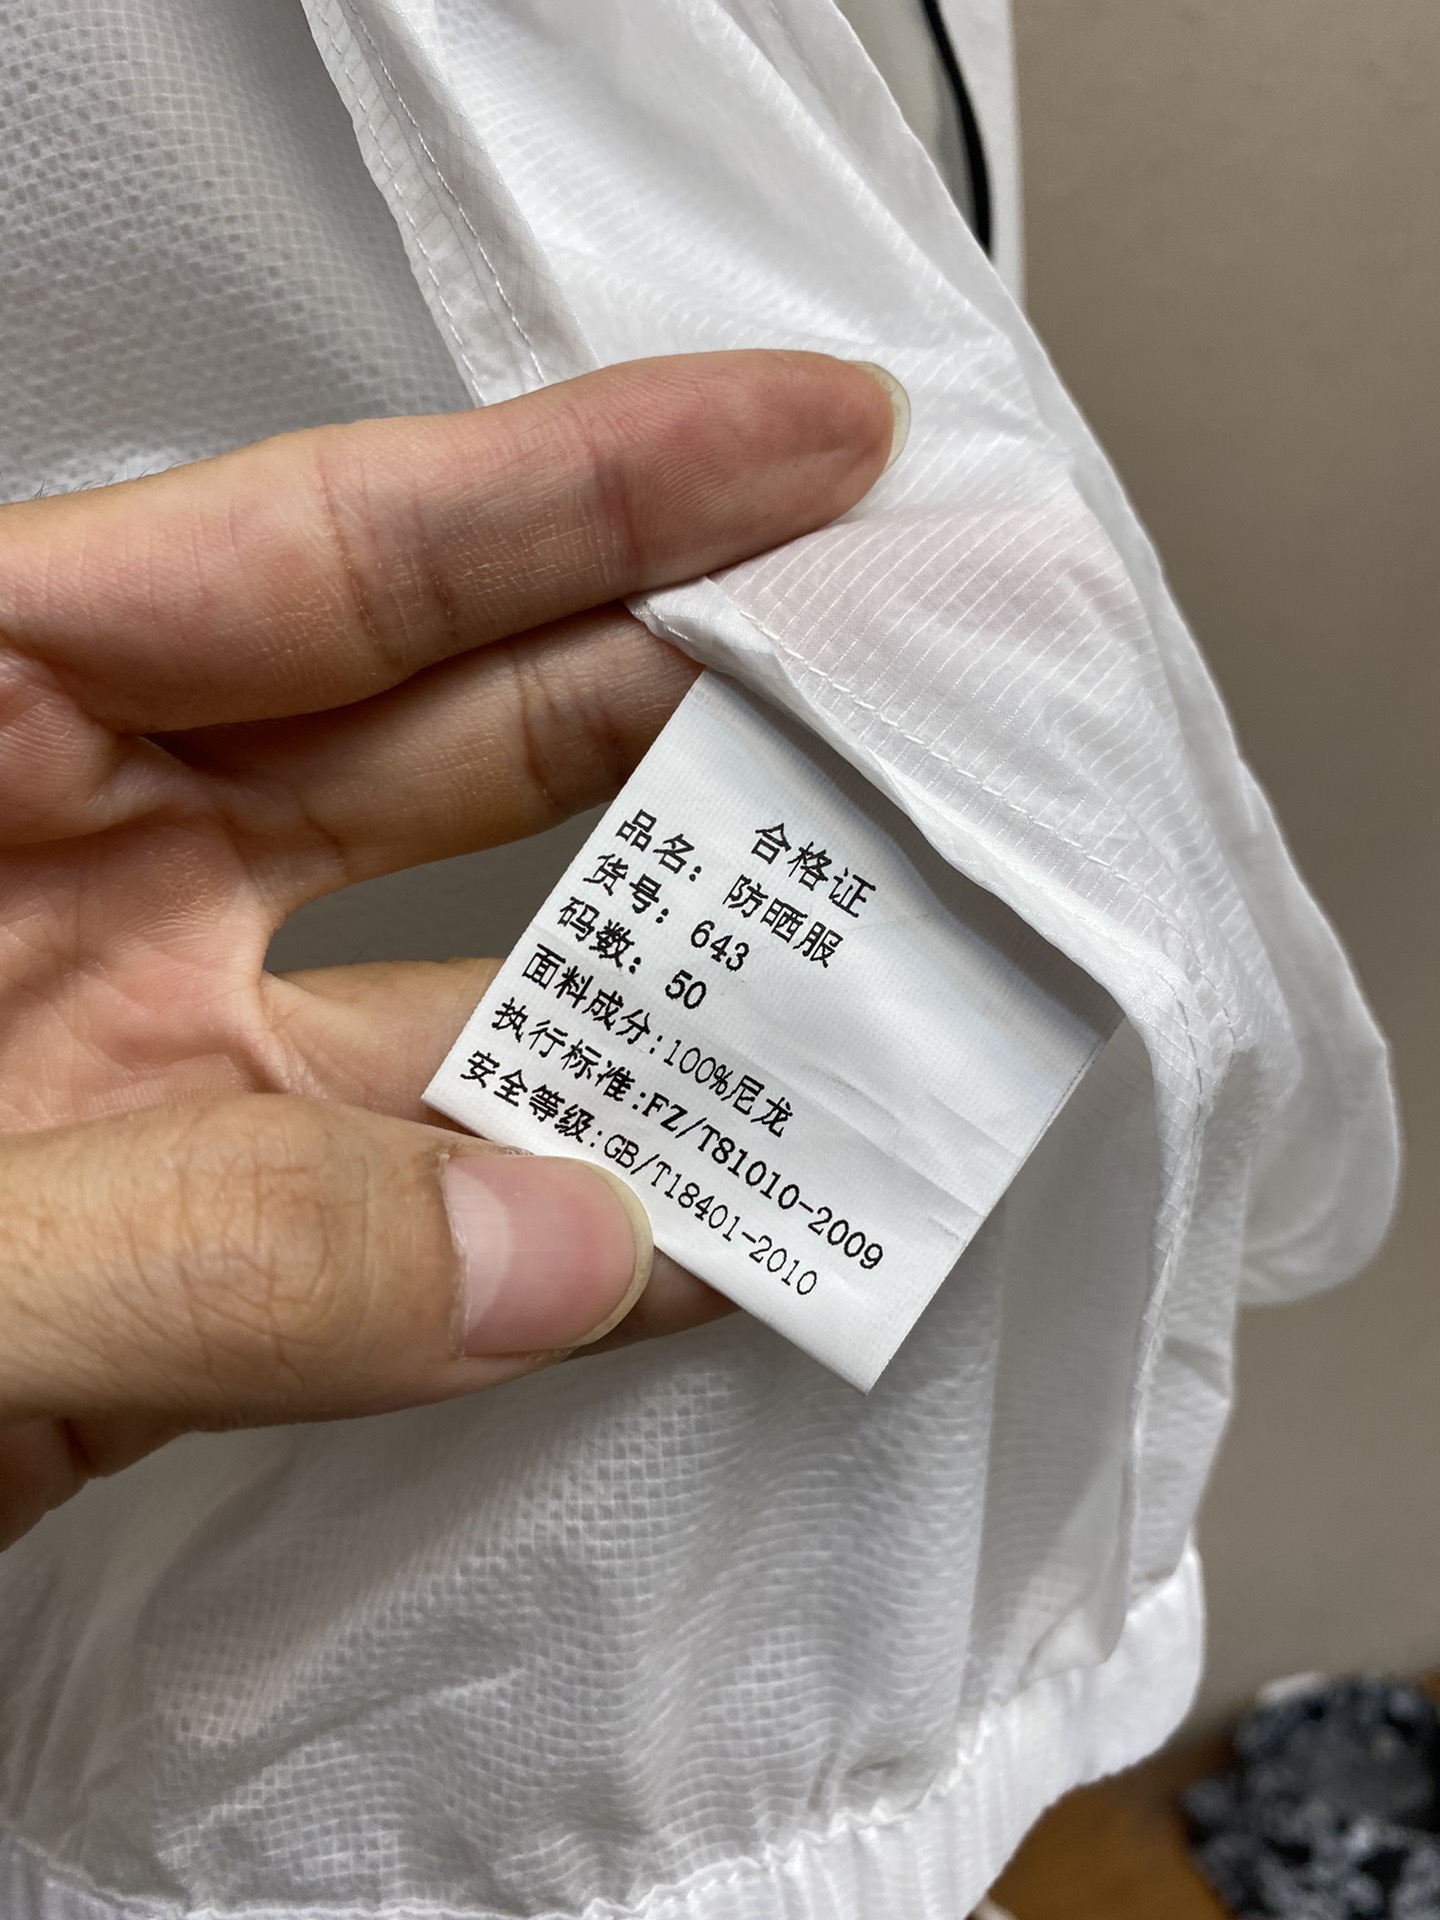 合格证
品名: 防晒服
货号: 643
码数: 50
面料成分:100%尼龙
执行标准:FZ/T81010-2009
安全等级:GB/T18401-2010